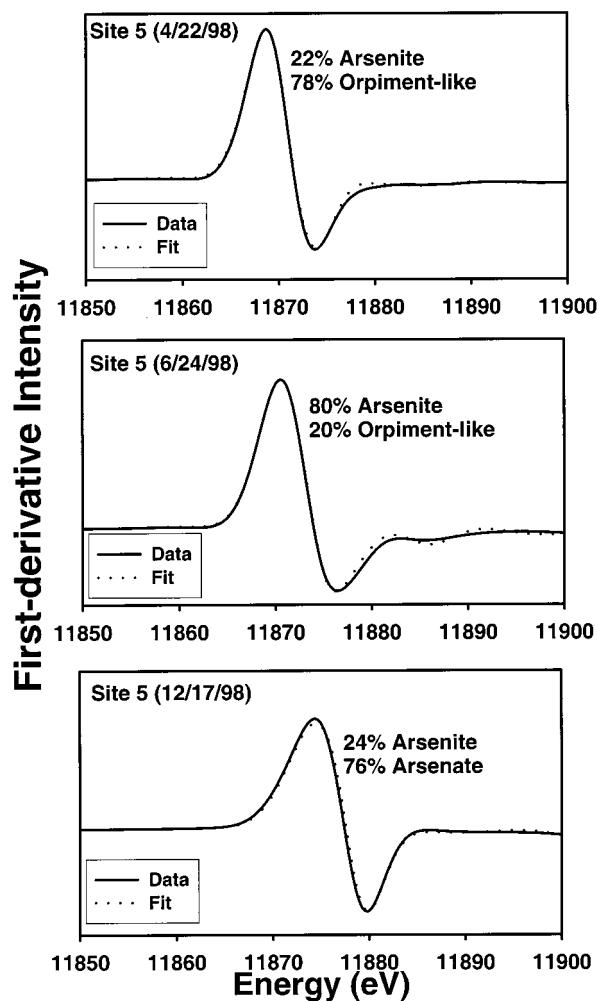 First-derivative Intensity
Site 5 (4/22/98)
22% Arsenite
78% Orpiment-like
Data
Fit
11850 11860 11870 11880 11890 11900
Site 5 (6/24/98)
80% Arsenite
20% Orpiment-like
Data
Fit
11850 11860 11870 11880 11890 11900
Site 5 (12/17/98)
24% Arsenite
76% Arsenate
Data
Fit
11850 11860 11870 11880 11890 11900
Energy (eV)